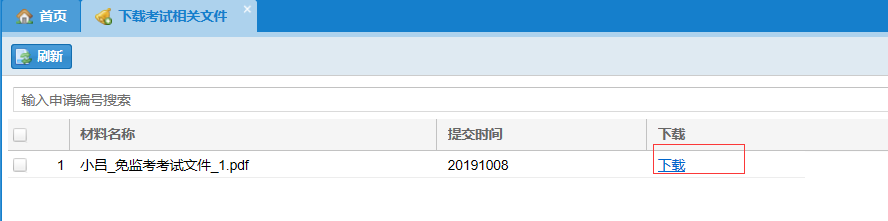 首页 下载考试相关文件
刷新
输入申请编号搜索
材料名称 提交时间 下载
1 小吕_免监考考试文件_1.pdf 20191008 下载